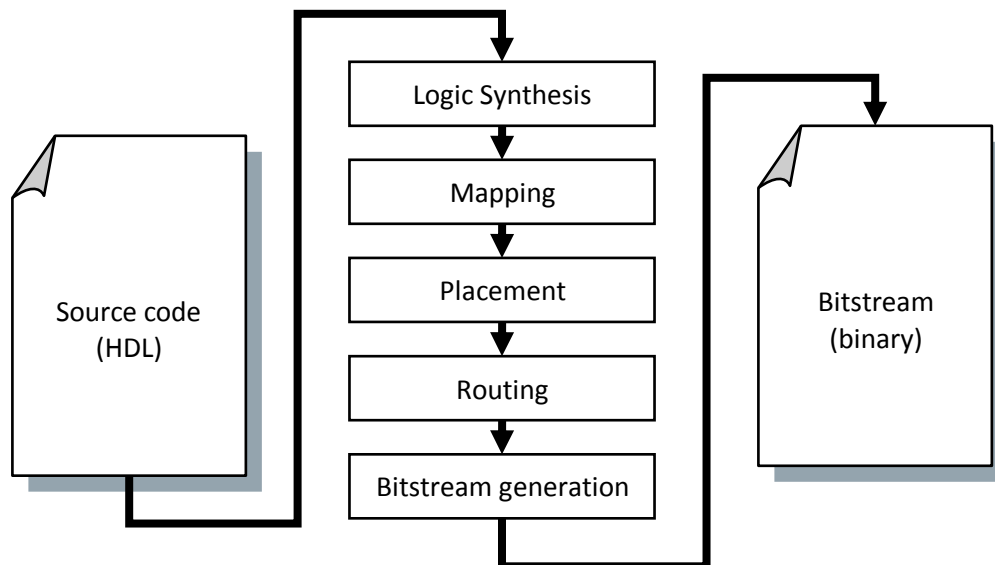 Source code
(HDL)
Logic Synthesis
Mapping
Placement
Routing
Bitstream generation
Bitstream
(binary)